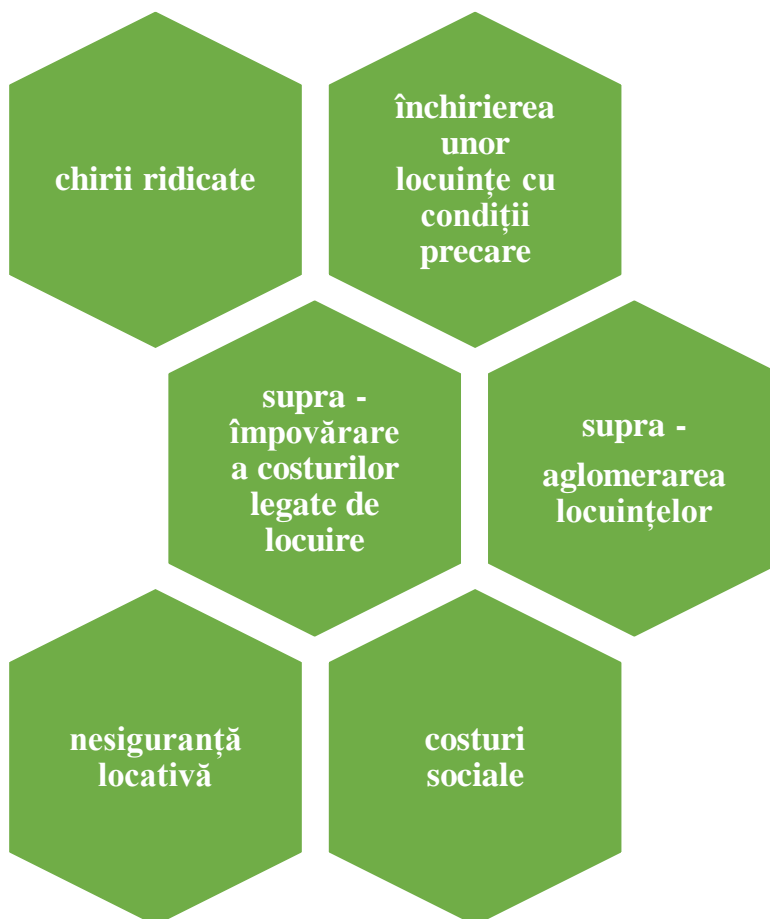 chirii ridicate
închirierea
unor
locuințe cu
condiții
precare
supra -
împovărare
a costurilor
legate de
locuire
supra -
aglomerarea
locuințelor
nesiguranță
locativă
costuri
sociale